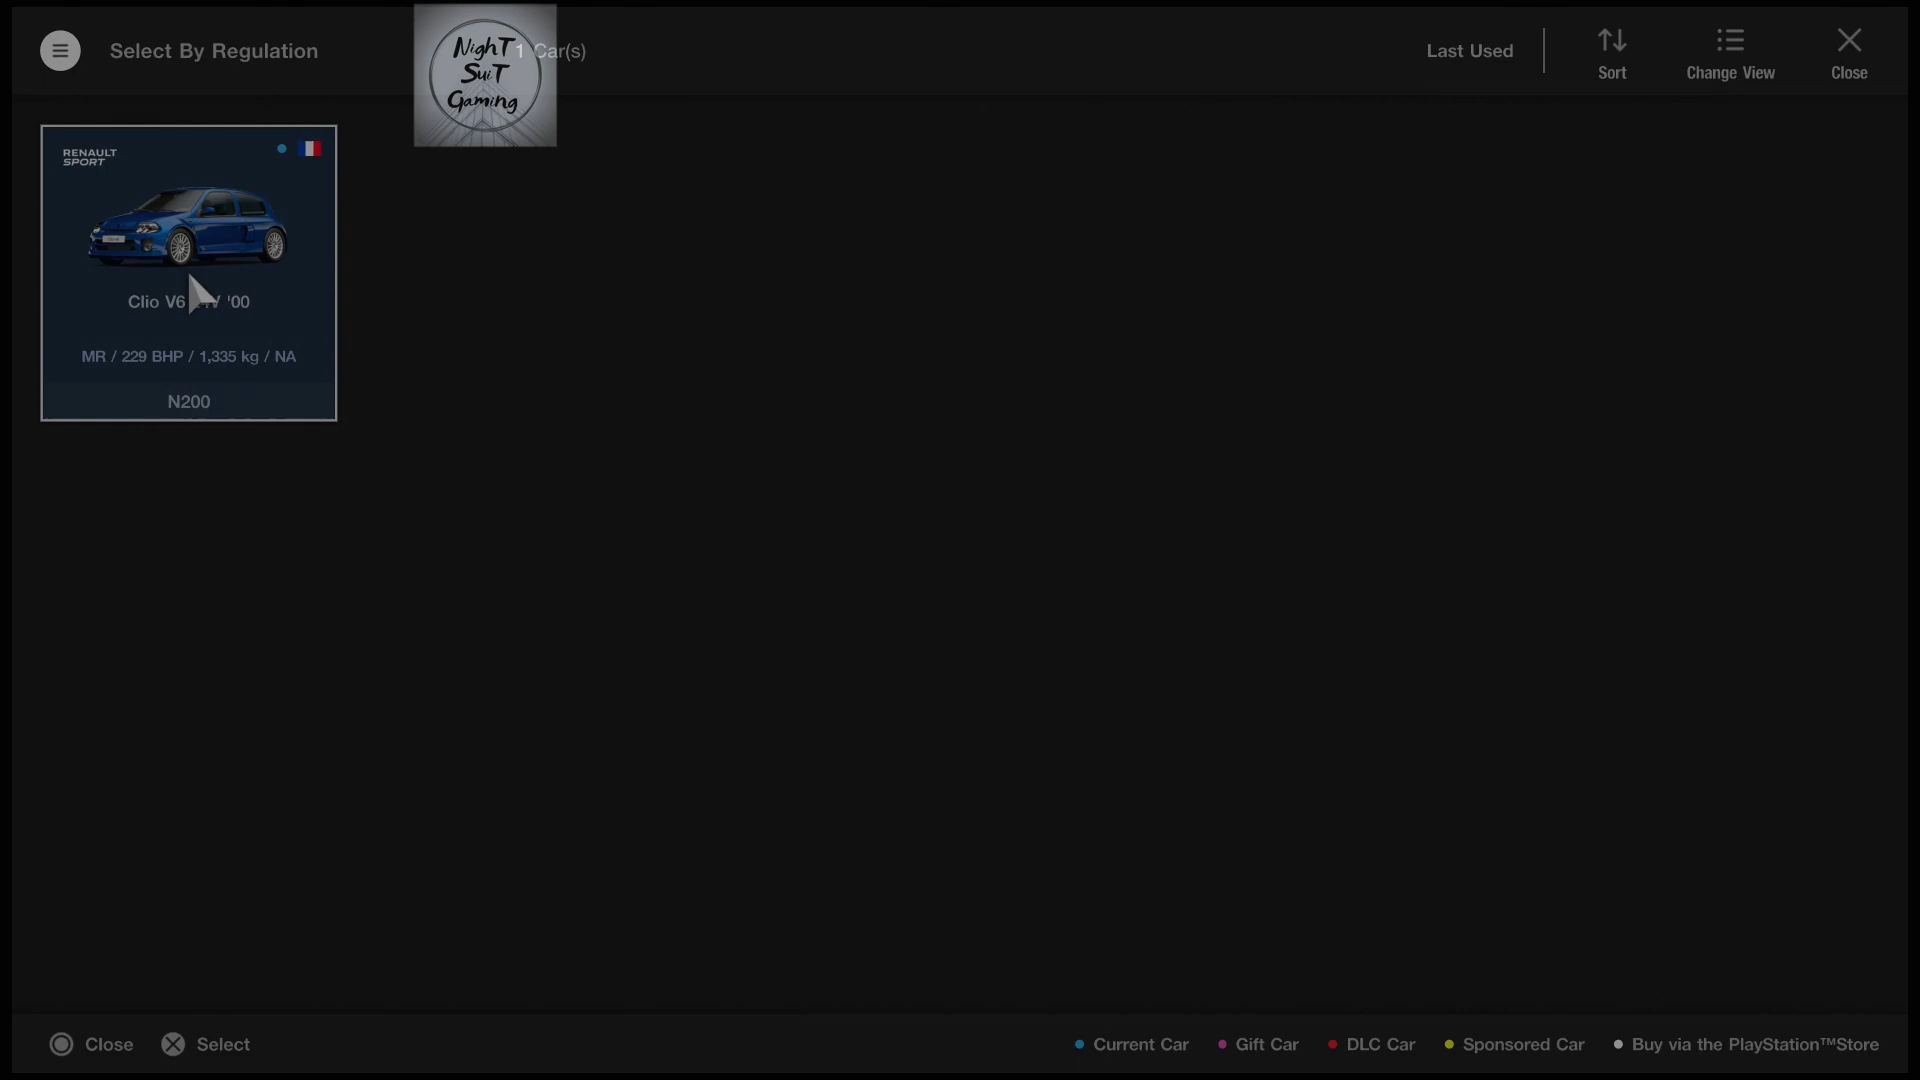 Select By Regulation
NighT
SuiT
Gaming
1 Car(s)
Last Used
Sort
Change View
Close
RENAULT
SPORT
Clio V6 '00
MR / 229 BHP / 1,335 kg / NA
N200
Close
Select
Current Car
Gift Car
DLC Car
Sponsored Car
Buy via the PlayStation™Store